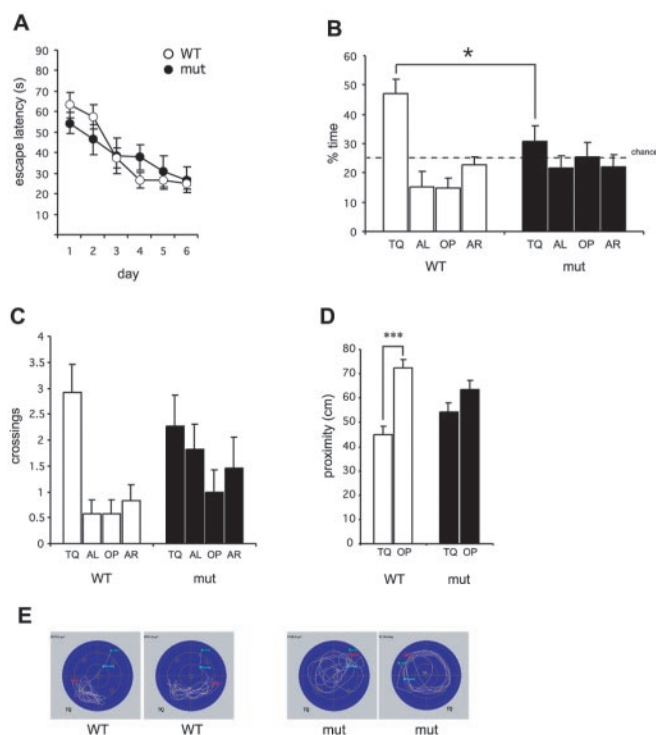 A
escape latency (s)
90
80
70
60
50
40
30
20
10
1 2 3 4 5 6
day
WT
mut
B
% time
60
50
40
30
20
10
0
*
chance
TQ AL OP AR TQ AL OP AR
WT mut
C
crossings
4
3.5
3
2.5
2
1.5
1
0.5
0
TQ AL OP AR TQ AL OP AR
WT mut
D
proximity (cm)
80
70
60
50
40
30
20
10
0
***
TQ OP TQ OP
WT mut
E
TQ TQ TQ TQ
WT WT mut mut